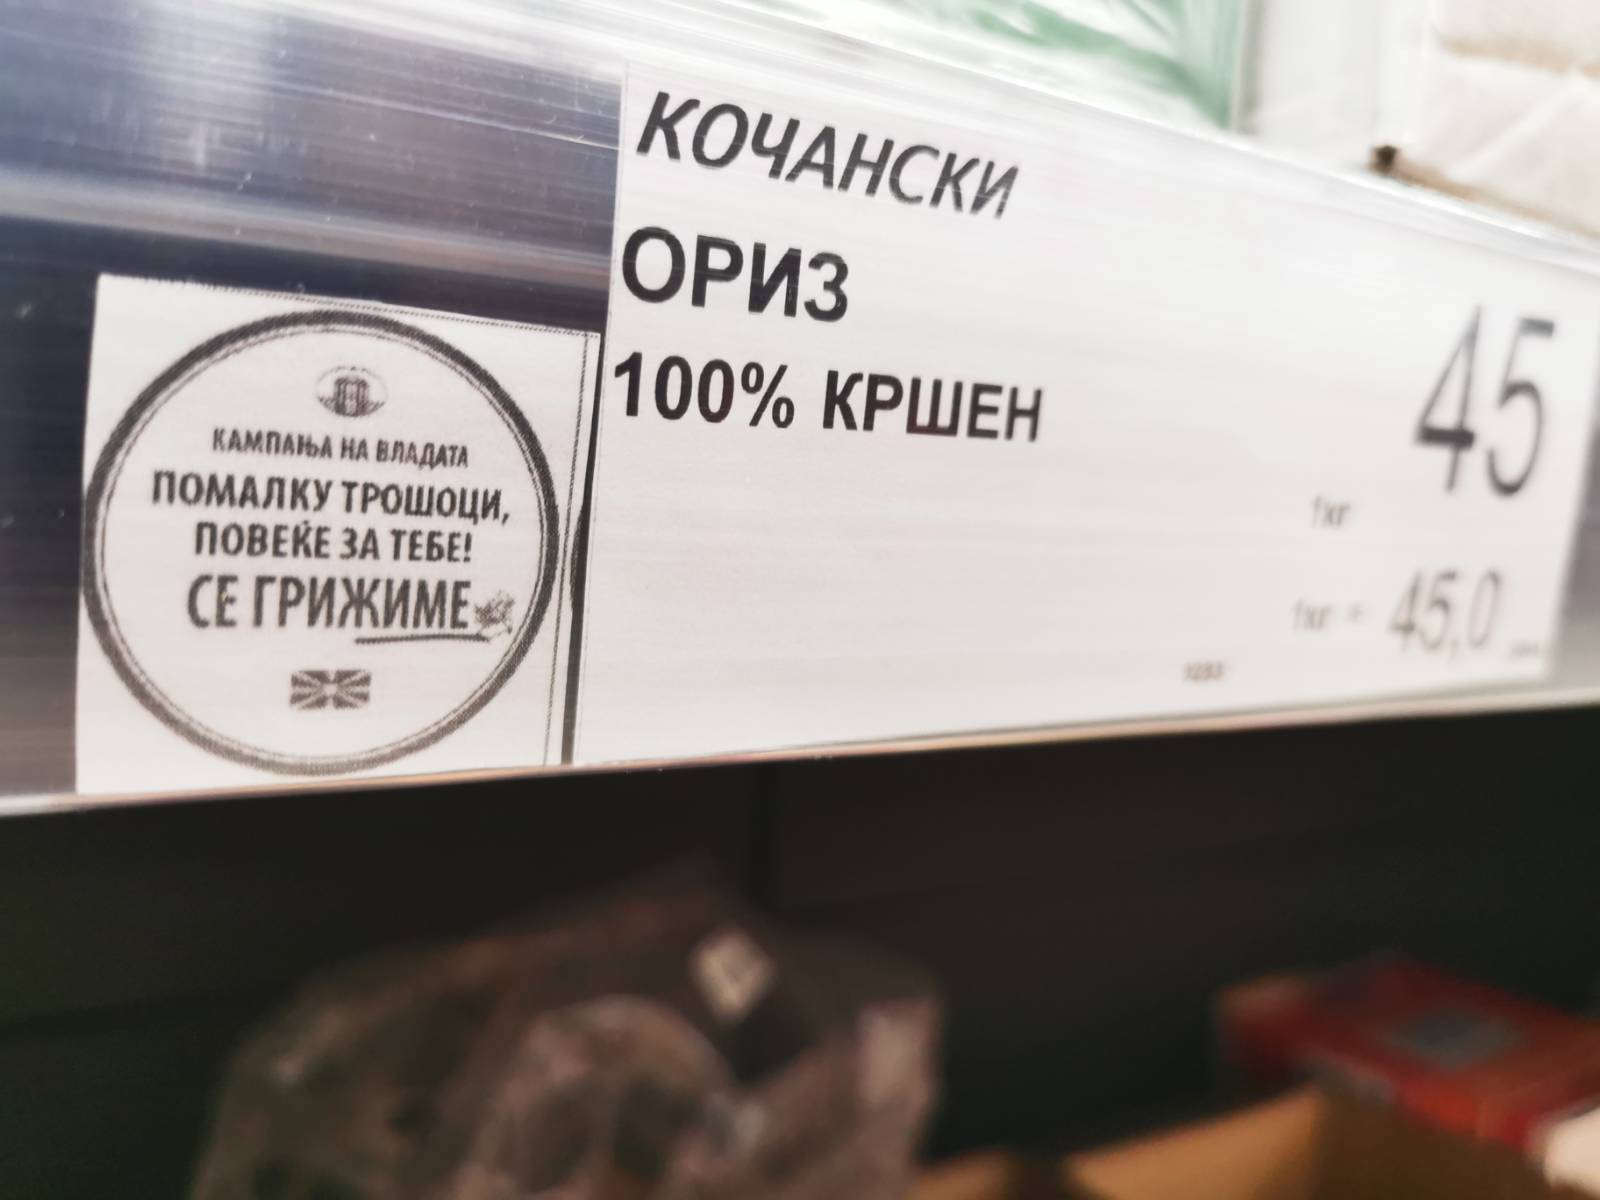 КОЧАНСКИ
ОРИЗ
100% КРШЕН
45
1кг
1кг = 45,0
КАМПАЊА НА ВЛАДАТА
ПОМАЛКУ ТРОШОЦИ,
ПОВЕЌЕ ЗА ТЕБЕ!
СЕ ГРИЖИМЕ